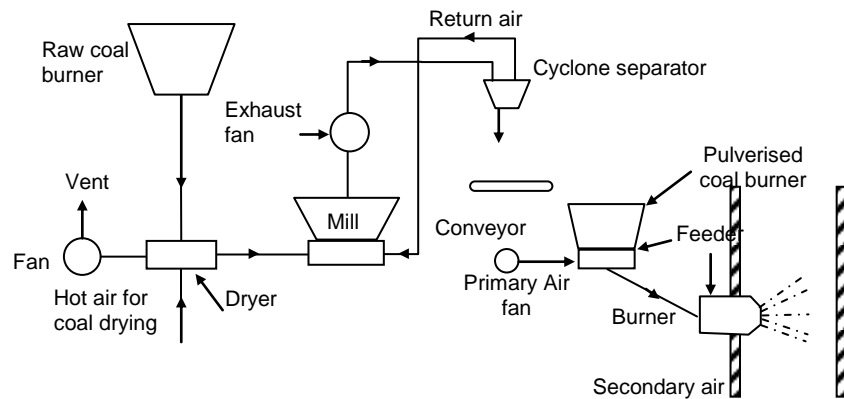 Return air
Raw coal
burner
Cyclone separator
Exhaust
fan
Pulverised
coal burner
Vent
Mill
Conveyor
Feeder
Fan
Hot air for
coal drying
Dryer
Primary Air
fan
Burner
Secondary air